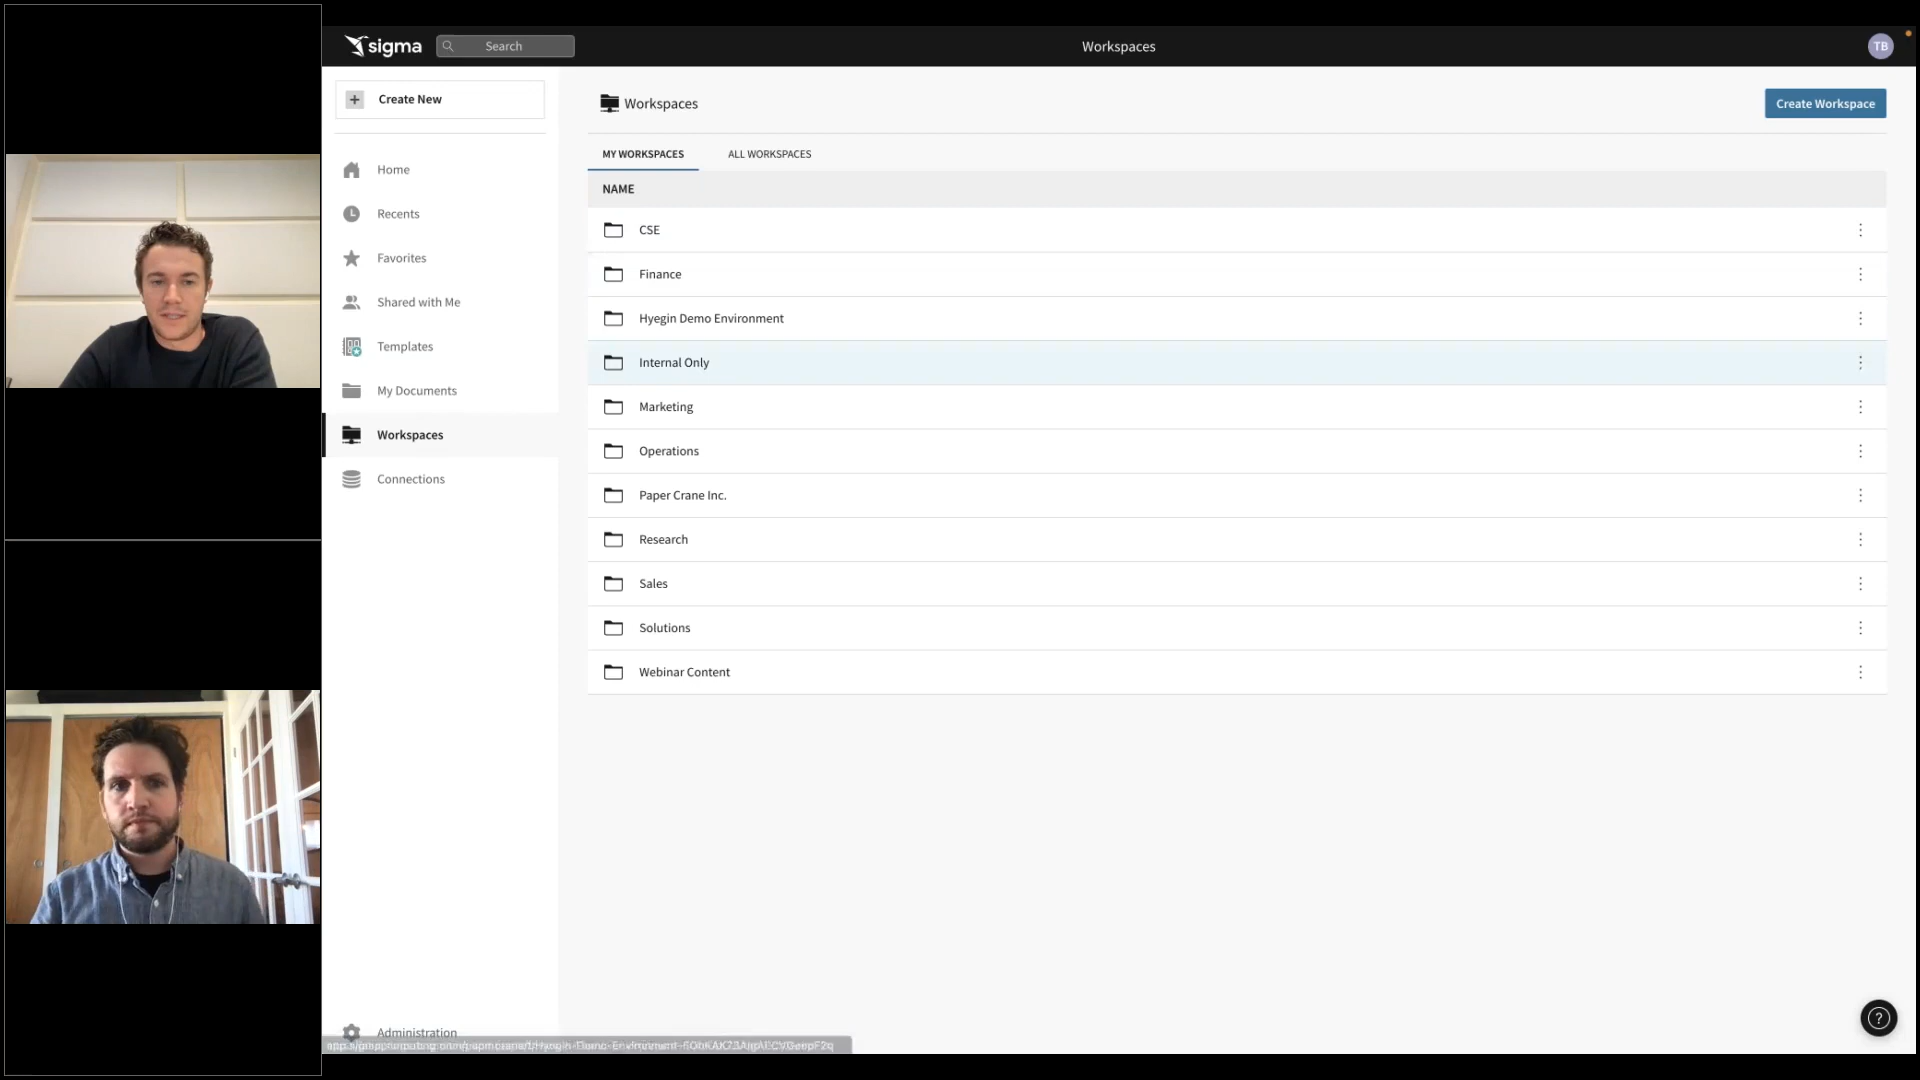 sigma
Search
Workspaces
TB
Create New
Home
Recents
Favorites
Shared with Me
Templates
My Documents
Workspaces
Connections
Administration
Workspaces
Create Workspace
MY WORKSPACES
ALL WORKSPACES
NAME
CSE
Finance
Hyegin Demo Environment
Internal Only
Marketing
Operations
Paper Crane Inc.
Research
Sales
Solutions
Webinar Content
?